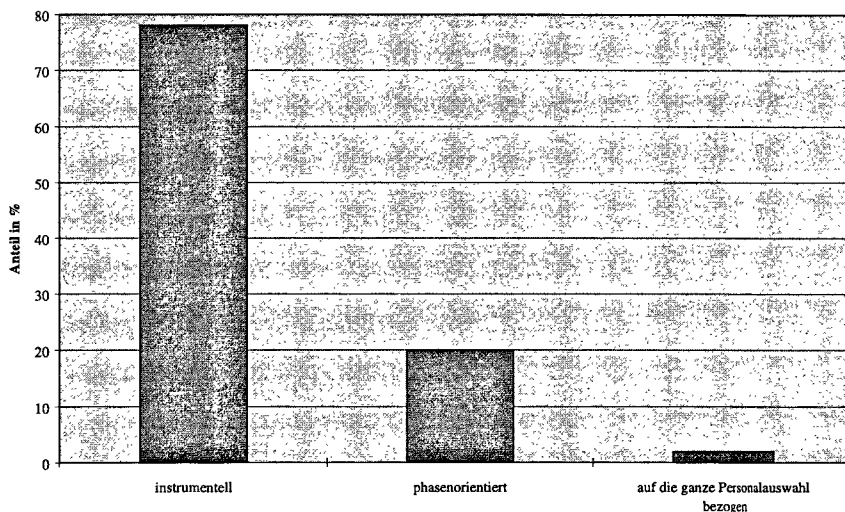 80
70
60
50
40
30
20
10
0
Anteil in %
instrumentell
phasenorientiert
auf die ganze Personalauswahl
bezogen